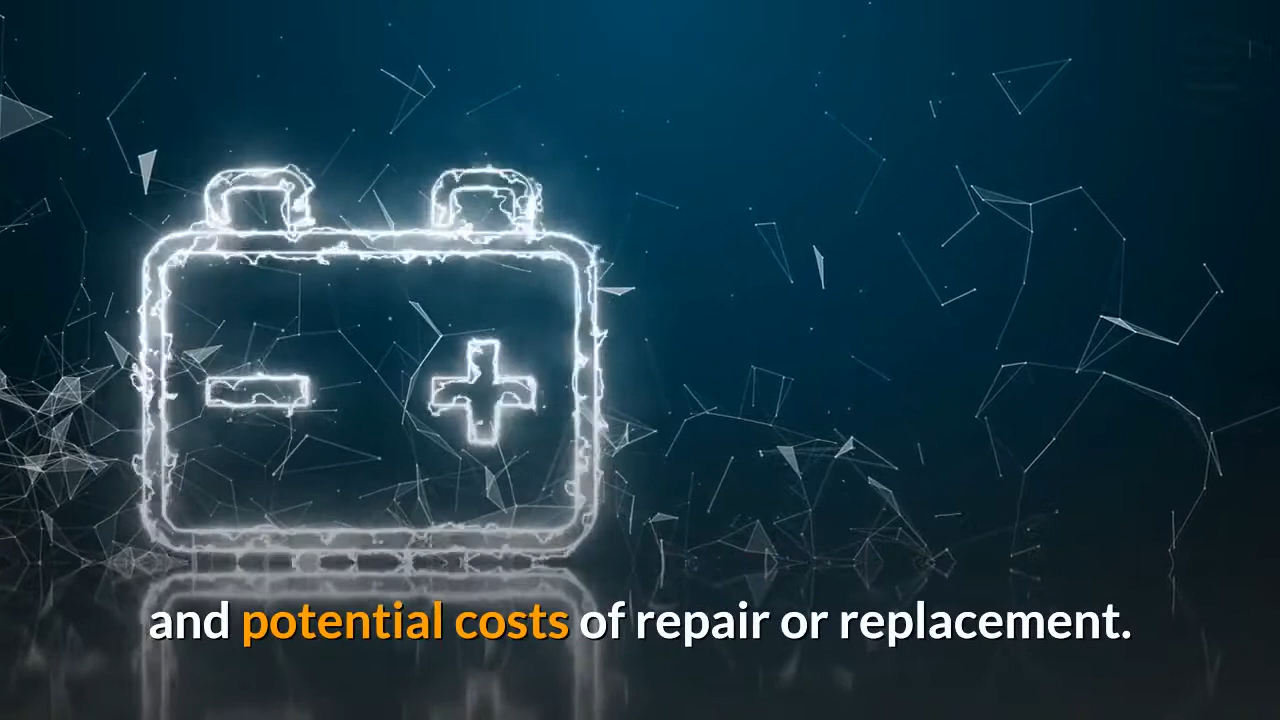 and potential costs of repair or replacement.